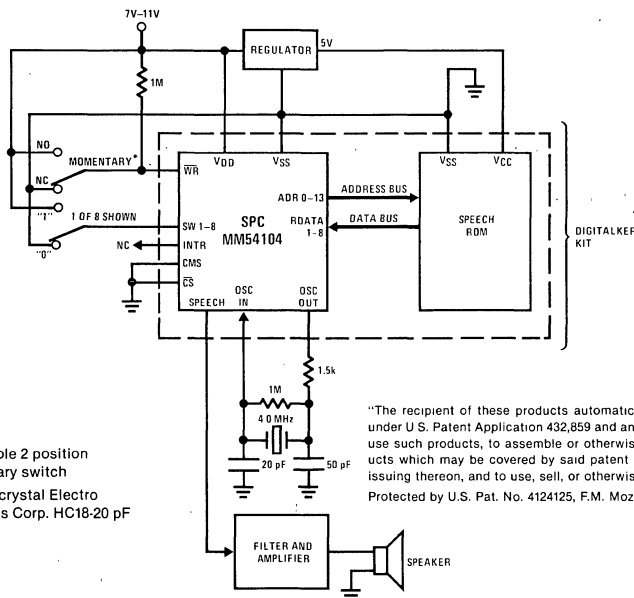 7V–11V
REGULATOR
5V
1M
NO
MOMENTARY*
NC
"1"
1 OF 8 SHOWN
"0"
NC
WR
VDD
VSS
SW 1–8
INTR
CMS
CS
SPC
MM54104
ADR 0–13
RDATA
1–8
SPEECH
OSC
IN
OSC
OUT
ADDRESS BUS
DATA BUS
VSS
VCC
SPEECH
ROM
DIGITALKER
KIT
1.5k
1M
4 0 MHz
20 pF
50 pF
ole 2 position
ary switch
crystal Electro
s Corp. HC18-20 pF
"The recipient of these products automatic
under U S. Patent Application 432,859 and an
use such products, to assemble or otherwis
ucts which may be covered by said patent
issuing thereon, and to use, sell, or otherwis
Protected by U.S. Pat. No. 4124125, F.M. Moz
FILTER AND
AMPLIFIER
SPEAKER